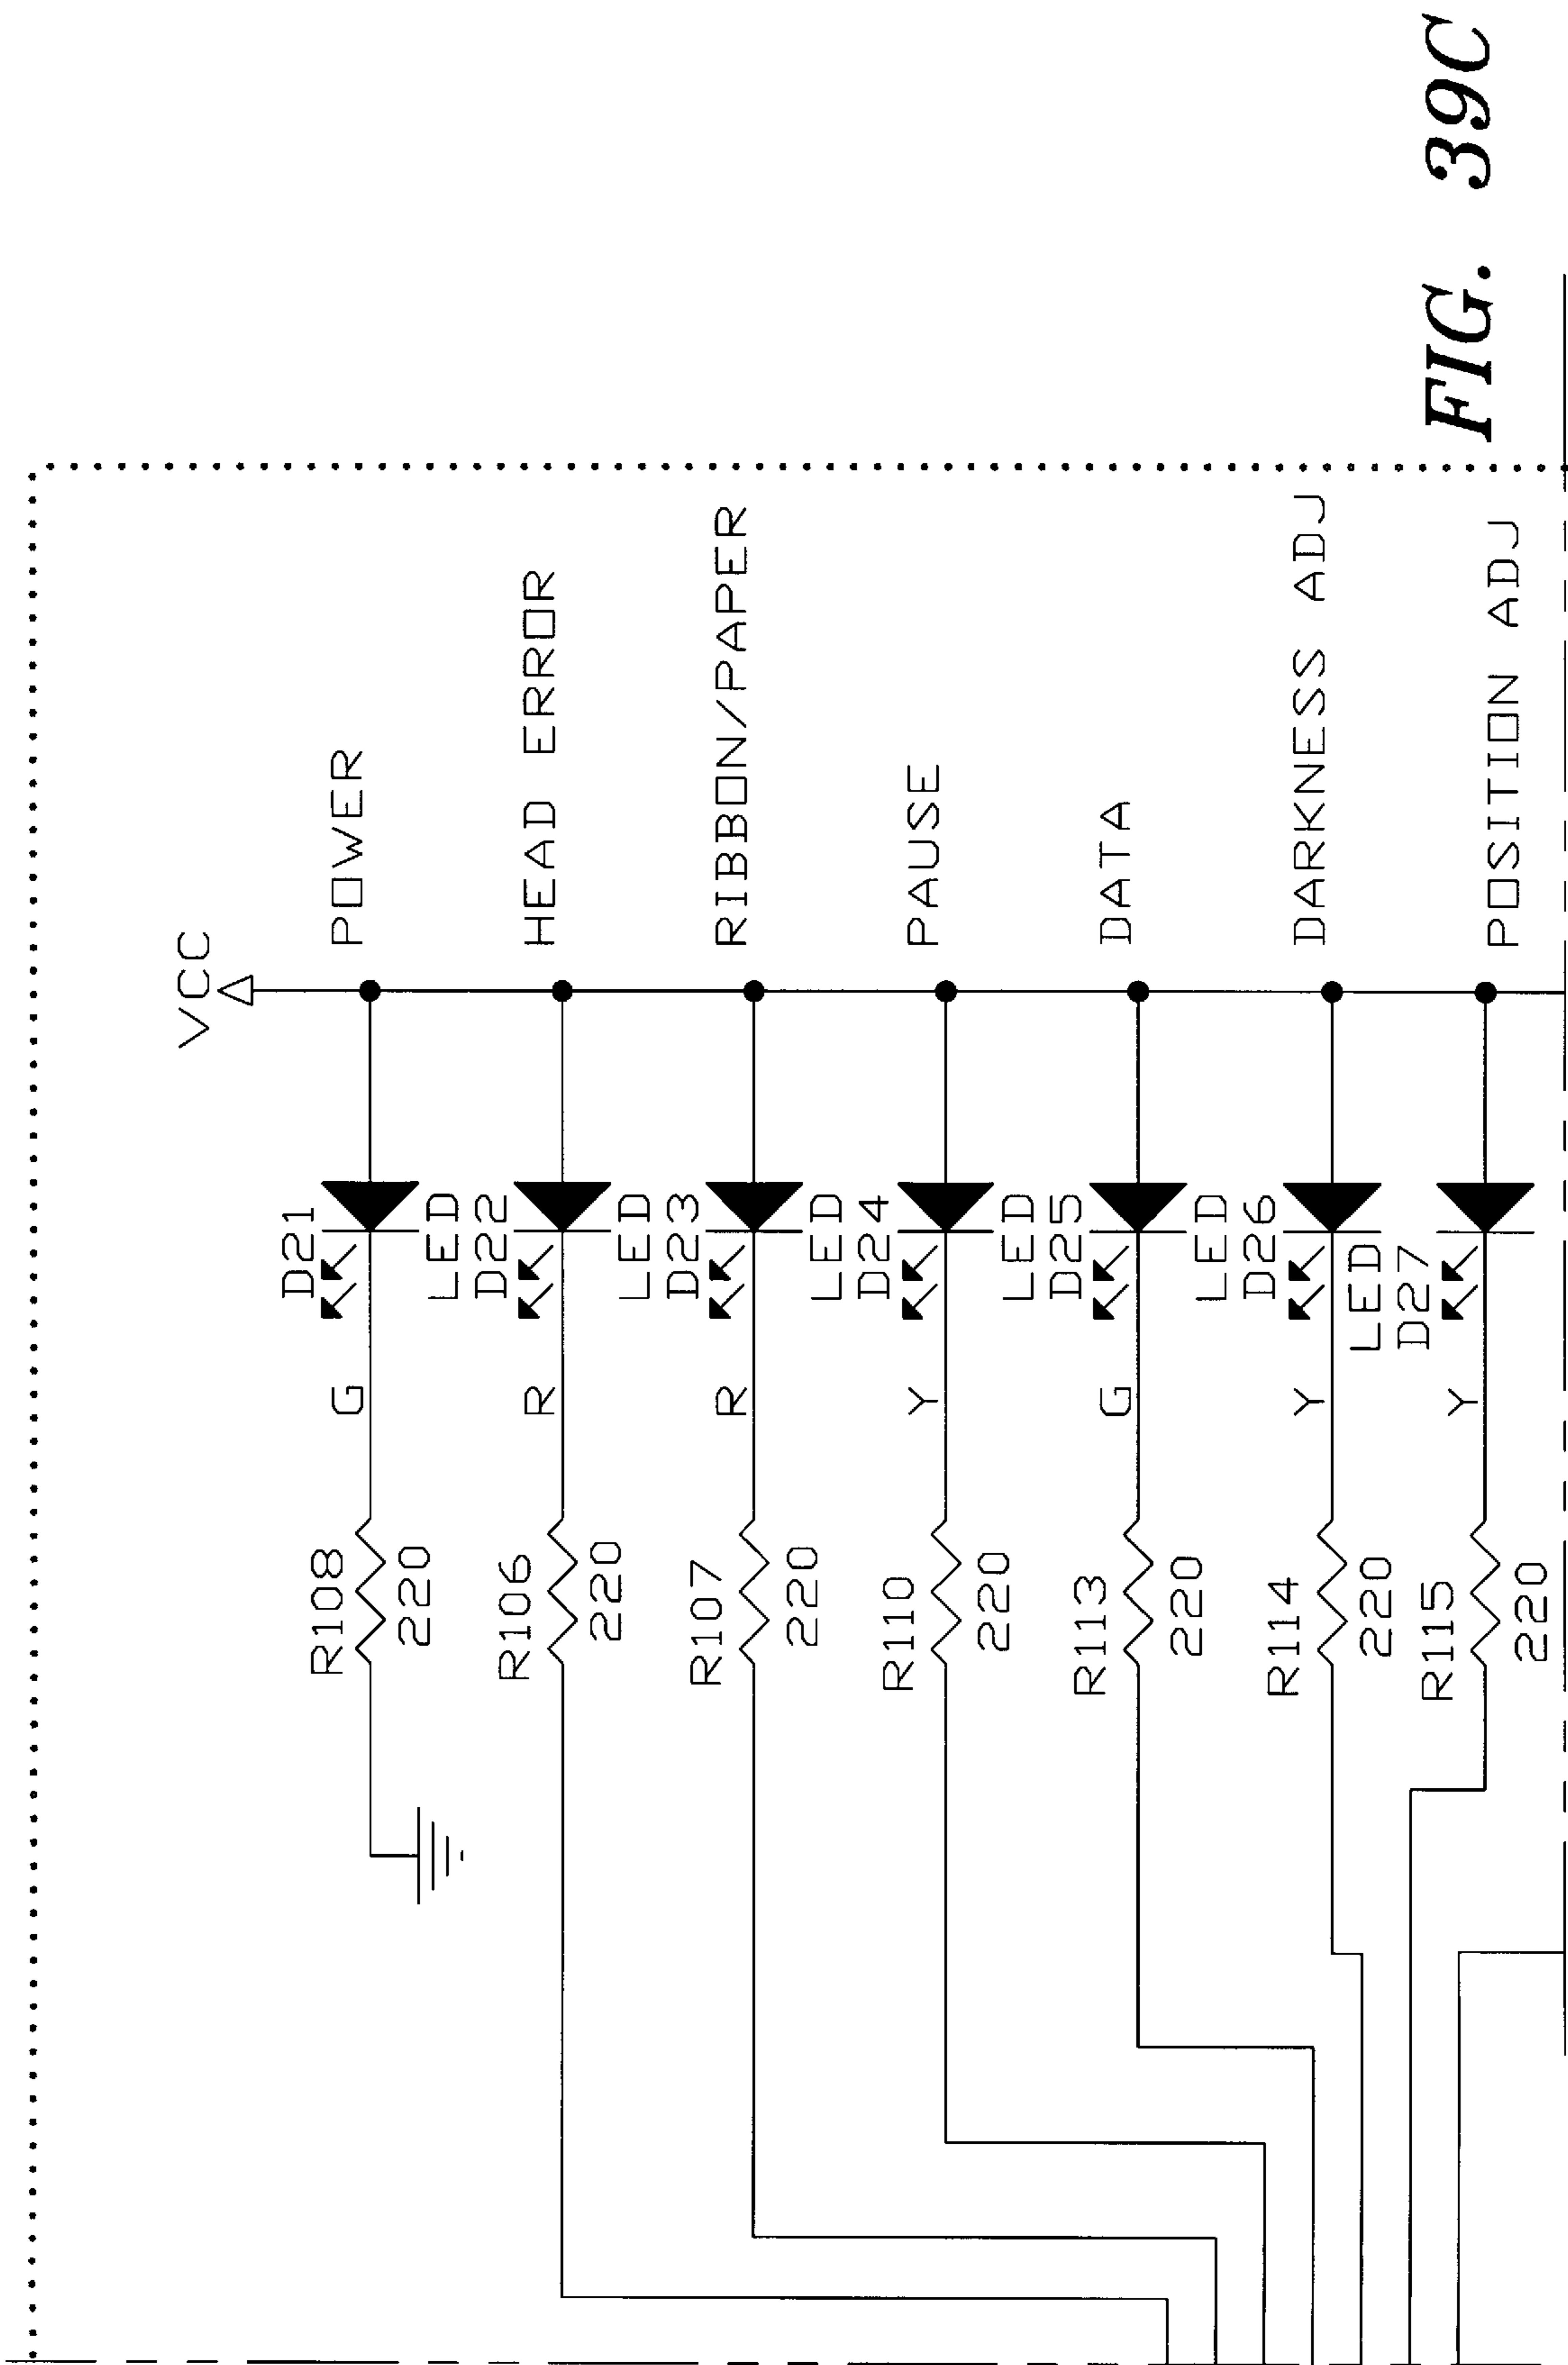 VCC
POWER
D21
LED
G
R108
220
HEAD ERROR
D22
LED
R
R106
220
RIBBON/PAPER
D23
LED
R
R107
220
PAUSE
D24
LED
Y
R110
220
DATA
D25
LED
G
R113
220
DARKNESS ADJ
D26
LED
Y
R114
220
POSITION ADJ
D27
Y
R115
220
FIG. 39C